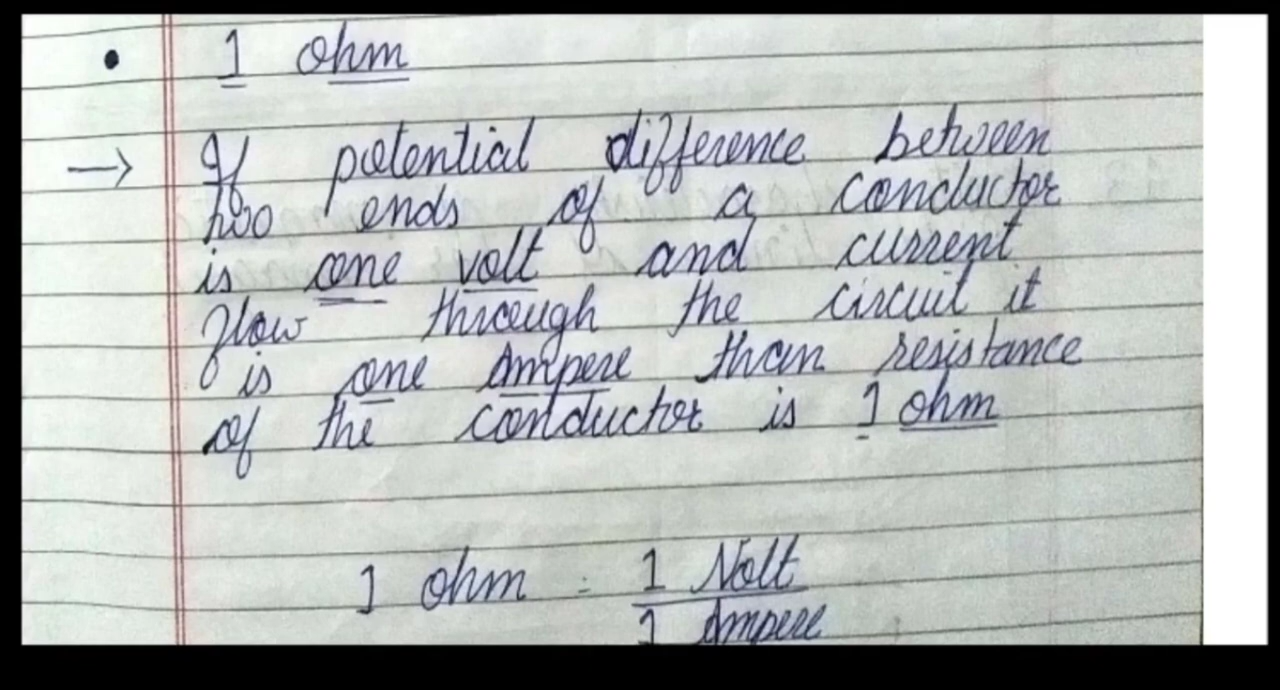 • 1 ohm
→ If potential difference between
two ends of a conductor
is one volt and current
flow through the circuit it
is one Ampere than resistance
of the conductor is 1 ohm
1 ohm = 1 Volt
1 Ampere